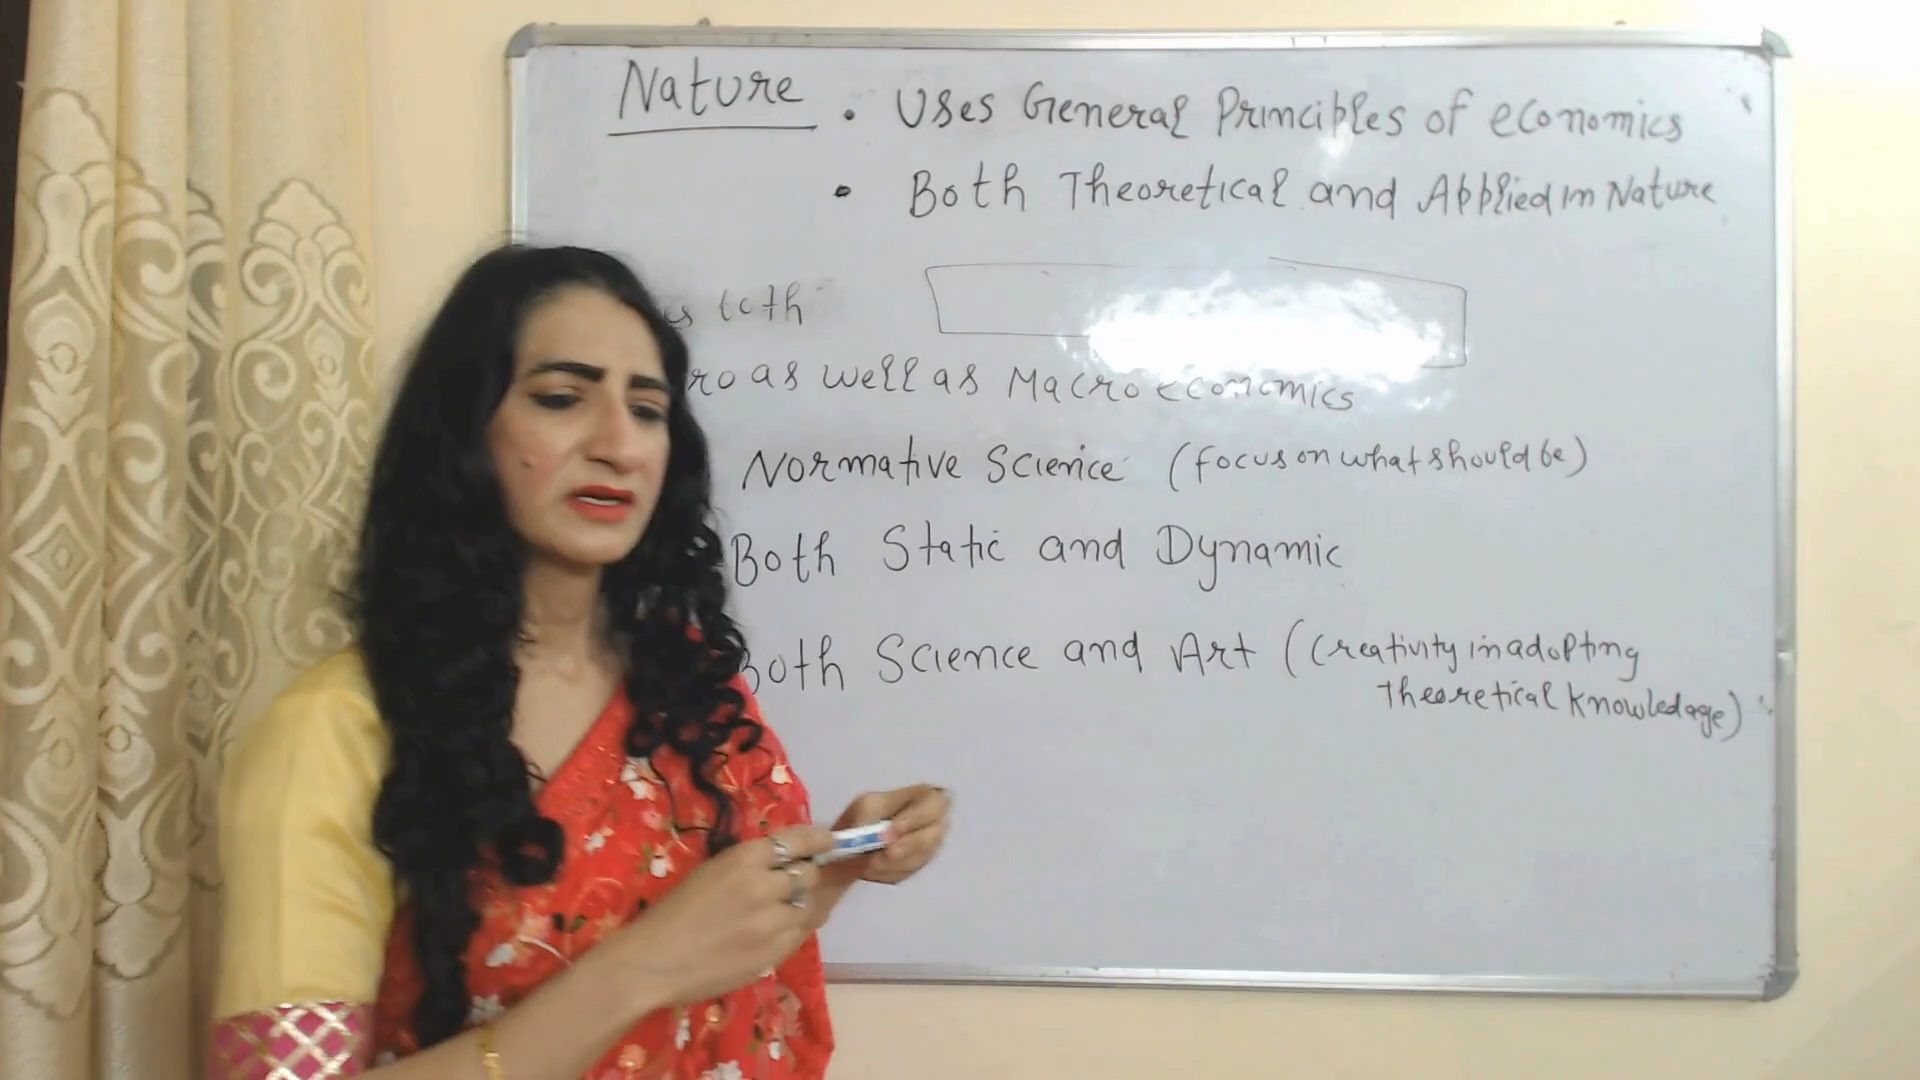 Nature • Uses General Principles of economics
• Both Theoretical and Applied in Nature
as well as Macro economics
Normative Science (focus on what should be)
Both Static and Dynamic
Both Science and Art (Creativity in adopting
Theoretical Knowledage)